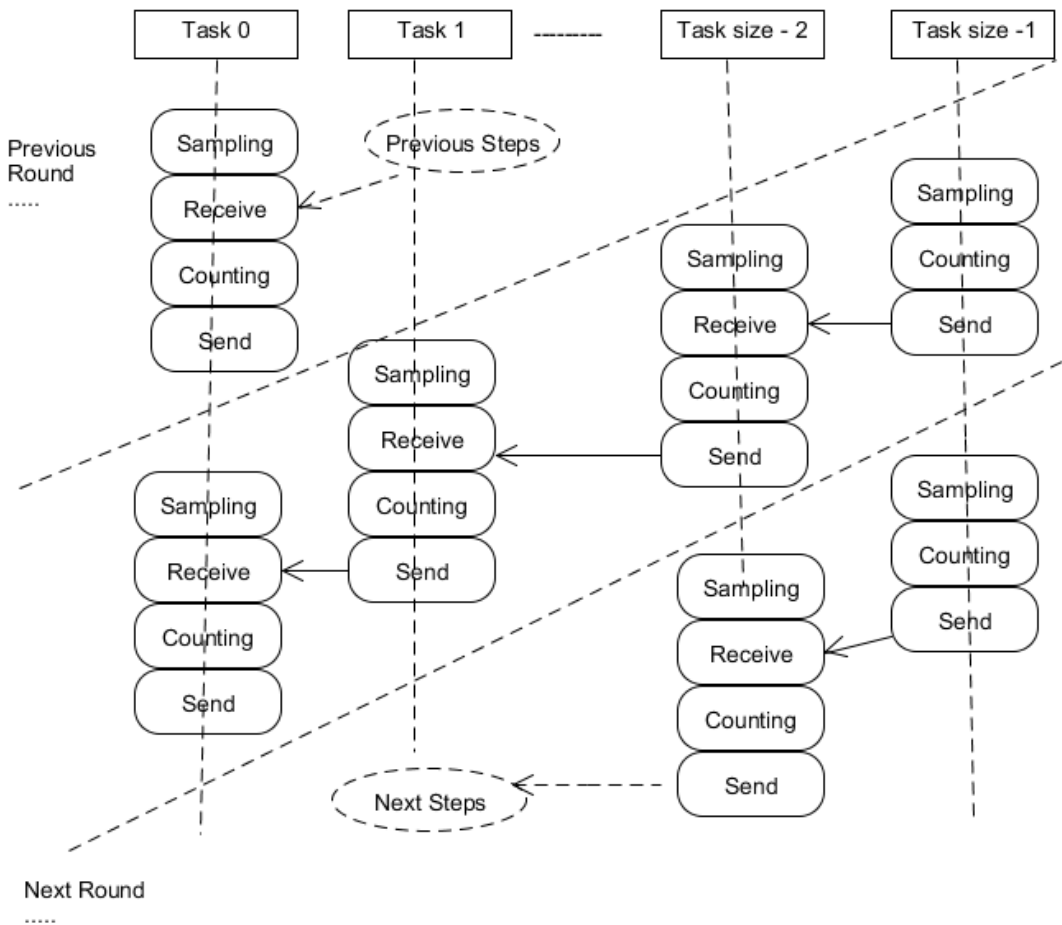 Task 0
Task 1
---------
Task size - 2
Task size -1
Previous
Round
.....
Sampling
Receive
Counting
Send
Previous Steps
Sampling
Counting
Send
Sampling
Receive
Counting
Send
Sampling
Receive
Counting
Send
Sampling
Receive
Counting
Send
Sampling
Counting
Send
Sampling
Receive
Counting
Send
Next Steps
Next Round
.....